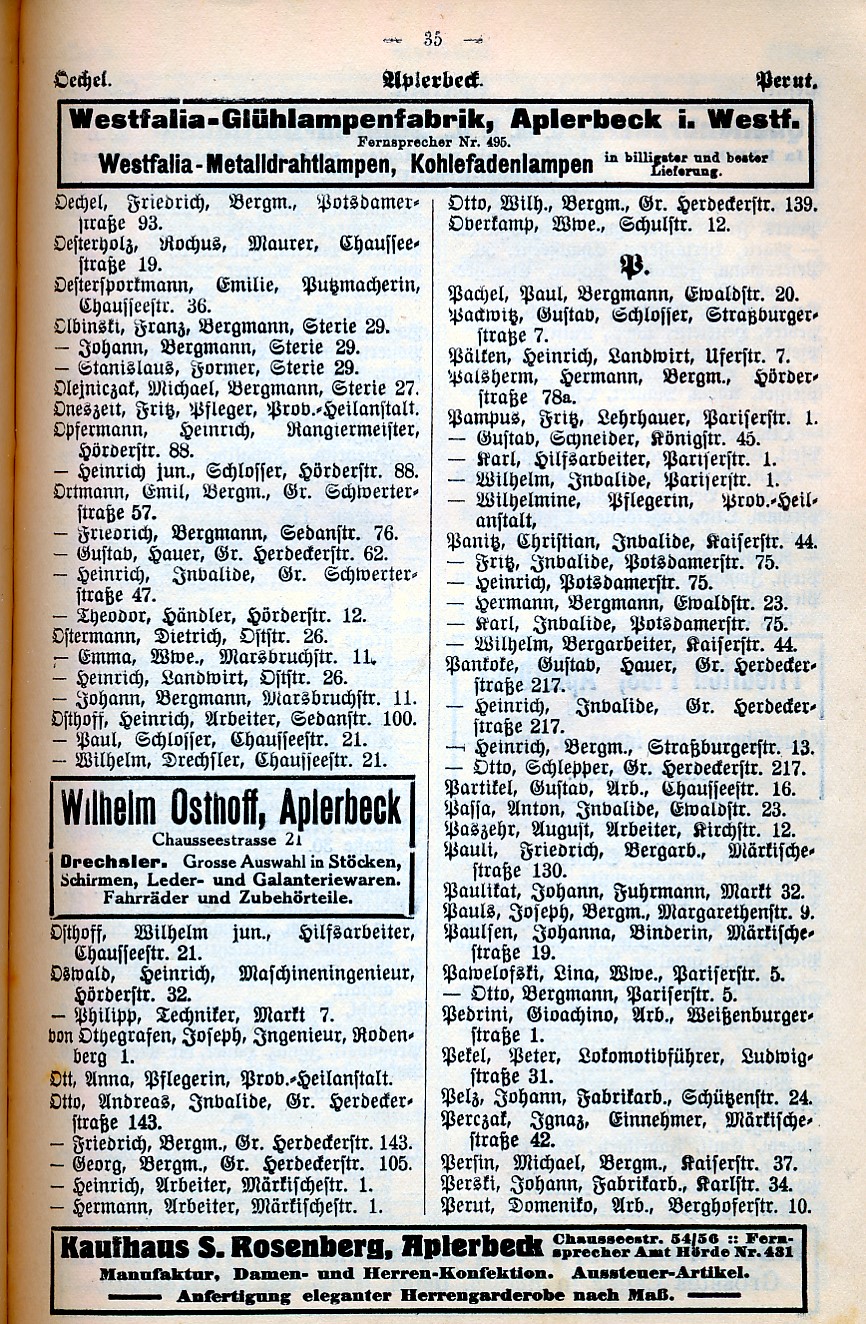 — 35 —
Oechel. Aplerbeck. Perut.
Westfalia-Glühlampenfabrik, Aplerbeck i. Westf.
Fernsprecher Nr. 495.
Westfalia-Metalldrahtlampen, Kohlefadenlampen in billigster und bester
Lieferung.
Oechel, Friedrich, Bergm., Potsdamer-
straße 93.
Oesterholz, Rochus, Maurer, Chaussee-
straße 19.
Oestersportmann, Emilie, Putzmacherin,
Chausseestr. 36.
Olbinski, Franz, Bergmann, Sterie 29.
— Johann, Bergmann, Sterie 29.
— Stanislaus, Former, Sterie 29.
Olejniczak, Michael, Bergmann, Sterie 27.
Oneszeit, Fritz, Pfleger, Prov.-Heilanstalt.
Opfermann, Heinrich, Rangiermeister,
Hörderstr. 88.
— Heinrich jun., Schlosser, Hörderstr. 88.
Ortmann, Emil, Bergm., Gr. Schwerter-
straße 57.
— Friedrich, Bergmann, Sedanstr. 76.
— Gustav, Hauer, Gr. Herdeckerstr. 62.
— Heinrich, Invalide, Gr. Schwerter-
straße 47.
— Theodor, Händler, Hörderstr. 12.
Ostermann, Dietrich, Oststr. 26.
— Emma, Wwe., Marsbruchstr. 11.
— Heinrich, Landwirt, Oststr. 26.
— Johann, Bergmann, Marsbruchstr. 11.
Osthoff, Heinrich, Arbeiter, Sedanstr. 100.
— Paul, Schlosser, Chausseestr. 21.
— Wilhelm, Drechsler, Chausseestr. 21.
Wilhelm Osthoff, Aplerbeck
Chausseestrasse 21
Drechsler. Grosse Auswahl in Stöcken,
Schirmen, Leder- und Galanteriewaren.
Fahrräder und Zubehörteile.
Osthoff, Wilhelm jun., Hilfsarbeiter,
Chausseestr. 21.
Oswald, Heinrich, Maschineningenieur,
Hörderstr. 32.
— Philipp, Techniker, Markt 7.
von Othegrafen, Joseph, Ingenieur, Roden-
berg 1.
Ott, Anna, Pflegerin, Prov.-Heilanstalt.
Otto, Andreas, Invalide, Gr. Herdecker-
straße 143.
— Friedrich, Bergm., Gr. Herdeckerstr. 143.
— Georg, Bergm., Gr. Herdeckerstr. 105.
— Heinrich, Arbeiter, Märkischestr. 1.
— Hermann, Arbeiter, Märkischestr. 1.
Otto, Wilh., Bergm., Gr. Herdeckerstr. 139.
Overkamp, Wwe., Schulstr. 12.
P.
Pachel, Paul, Bergmann, Ewaldstr. 20.
Packwitz, Gustav, Schlosser, Straßburger-
straße 7.
Pälken, Heinrich, Landwirt, Uferstr. 7.
Palsherm, Hermann, Bergm., Hörder-
straße 78a.
Pampus, Fritz, Lehrhauer, Pariserstr. 1.
— Gustav, Schneider, Königstr. 45.
— Karl, Hilfsarbeiter, Pariserstr. 1.
— Wilhelm, Invalide, Pariserstr. 1.
— Wilhelmine, Pflegerin, Prov.-Heil-
anstalt,
Panitz, Christian, Invalide, Kaiserstr. 44.
— Fritz, Invalide, Potsdamerstr. 75.
— Heinrich, Potsdamerstr. 75.
— Hermann, Bergmann, Ewaldstr. 23.
— Karl, Invalide, Potsdamerstr. 75.
— Wilhelm, Bergarbeiter, Kaiserstr. 44.
Pankoke, Gustav, Hauer, Gr. Herdecker-
straße 217.
— Heinrich, Invalide, Gr. Herdecker-
straße 217.
— Heinrich, Bergm., Straßburgerstr. 13.
— Otto, Schlepper, Gr. Herdeckerstr. 217.
Partikel, Gustav, Arb., Chausseestr. 16.
Passa, Anton, Invalide, Ewaldstr. 23.
Paszehr, August, Arbeiter, Kirchstr. 12.
Pauli, Friedrich, Bergarb., Märkische-
straße 130.
Paulikat, Johann, Fuhrmann, Markt 32.
Pauls, Joseph, Bergm., Margarethenstr. 9.
Paulsen, Johanna, Binderin, Märkische-
straße 19.
Pawelofski, Lina, Wwe., Pariserstr. 5.
— Otto, Bergmann, Pariserstr. 5.
Pedrini, Gioachino, Arb., Weißenburger-
straße 1.
Pekel, Peter, Lokomotivführer, Ludwig-
straße 31.
Pelz, Johann, Fabrikarb., Schützenstr. 24.
Perczak, Ignaz, Einnehmer, Märkische-
straße 42.
Persin, Michael, Bergm., Kaiserstr. 37.
Perski, Johann, Fabrikarb., Karlstr. 34.
Perut, Domeniko, Arb., Berghoferstr. 10.
Kaufhaus S. Rosenberg, Aplerbeck Chausseestr. 54/56 :: Fern-
sprecher Amt Hörde Nr. 431
Manufaktur, Damen- und Herren-Konfektion. Aussteuer-Artikel.
Anfertigung eleganter Herrengarderobe nach Maß.